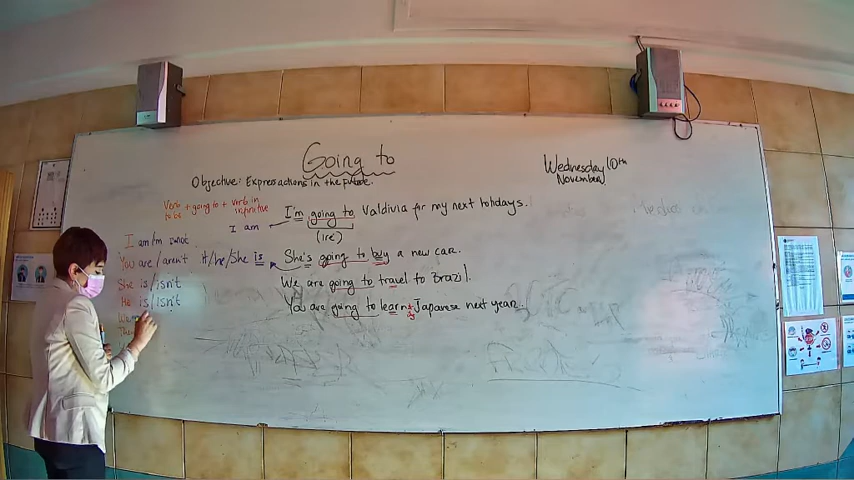 Going to
Wednesday 10th
November
Objective: Express actions in the future.
Verb to be + going to + verb in infinitive
I'm going to Valdivia for my next holidays.
I am
(Ire)
I am/'m not
You are/aren't It/he/She is
She's going to buy a new car.
She is/isn't
We are going to travel to Brazil.
He is/isn't
You are going to learn Japanese next year.